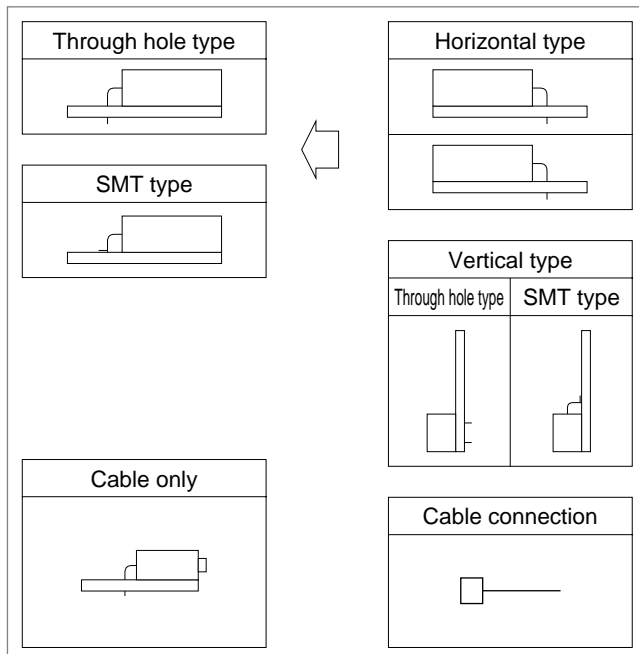 Through hole type
Horizontal type
SMT type
Vertical type
Through hole type
SMT type
Cable only
Cable connection